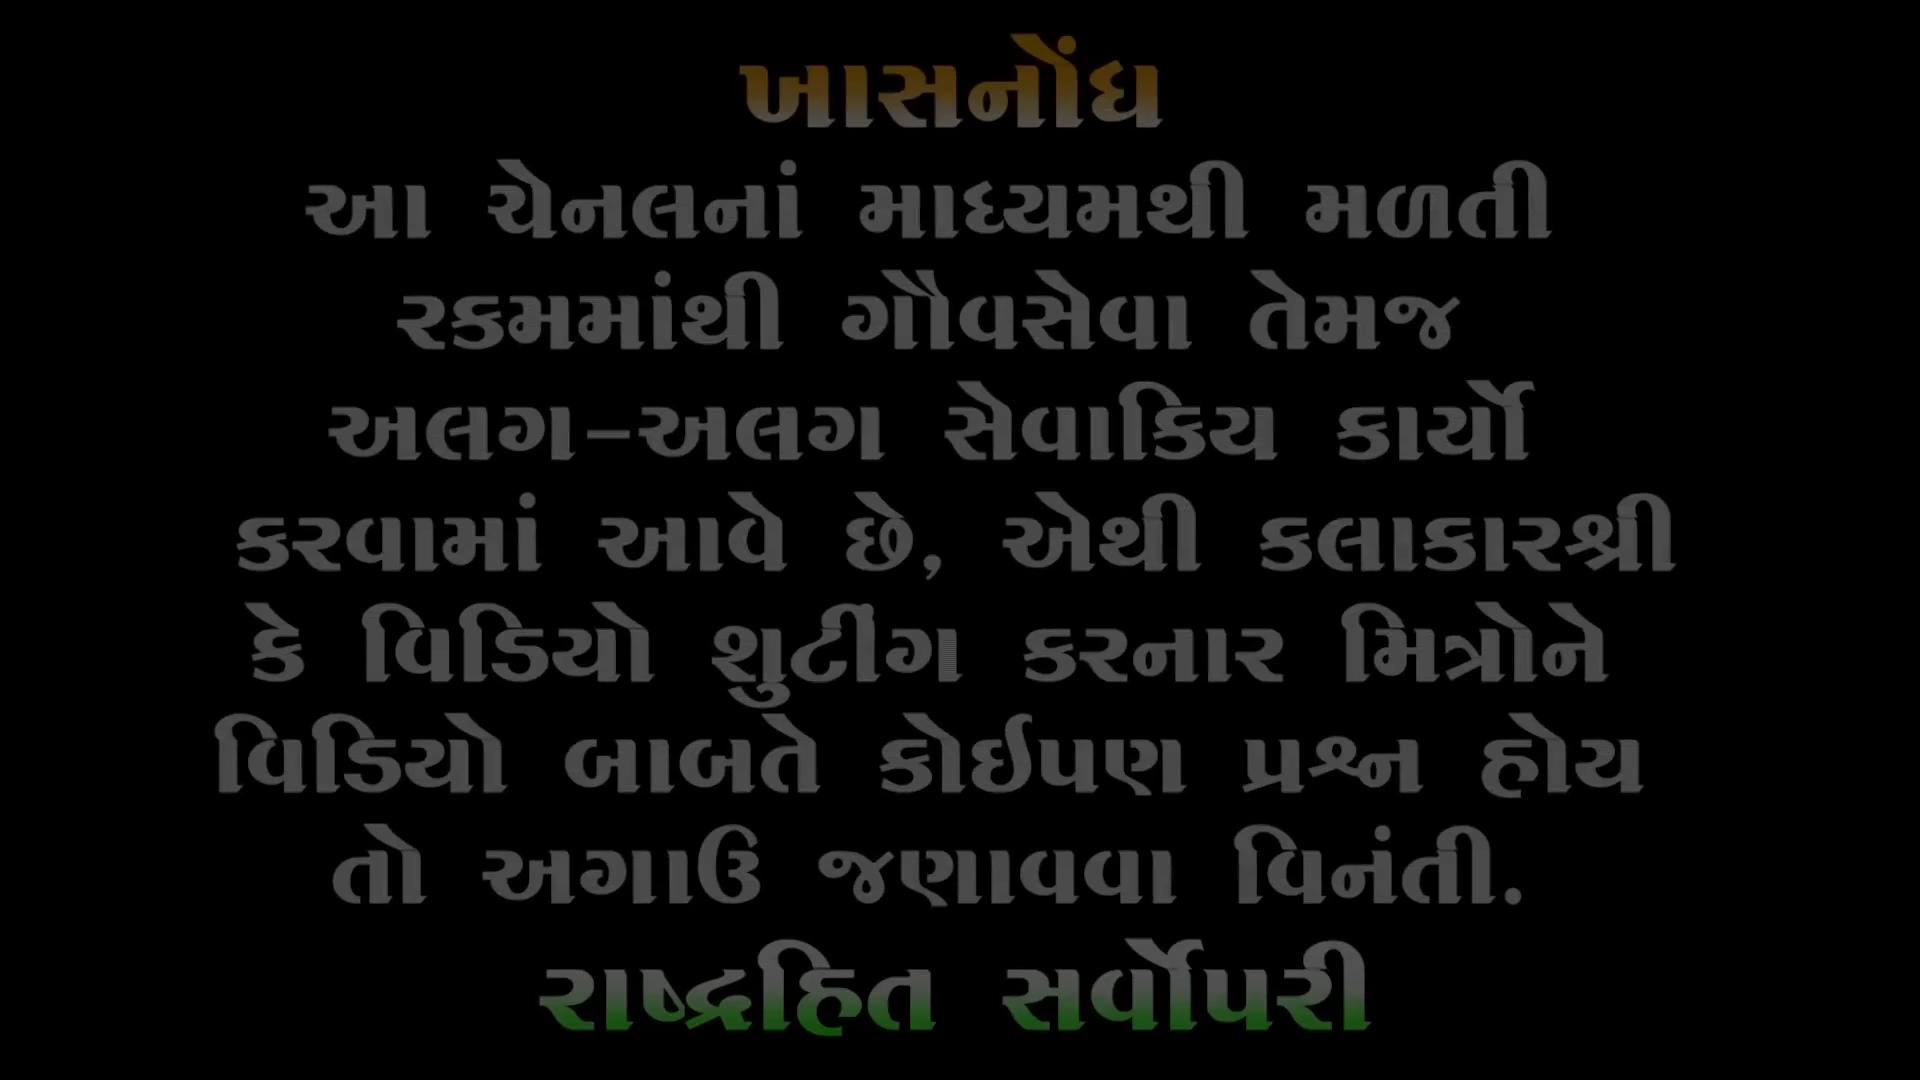 ખાસનોંધ
આ ચેનલનાં માધ્યમથી મળતી
રકમમાંથી ગૌવસેવા તેમજ
અલગ-અલગ સેવાકિય કાર્યો
કરવામાં આવે છે, એથી કલાકારશ્રી
કે વિડિયો શુટીંગ કરનાર મિત્રોને
વિડિયો બાબતે કોઈપણ પ્રશ્ન હોય
તો અગાઉ જણાવવા વિનંતી.
રાષ્ટ્રહિત સર્વોપરી